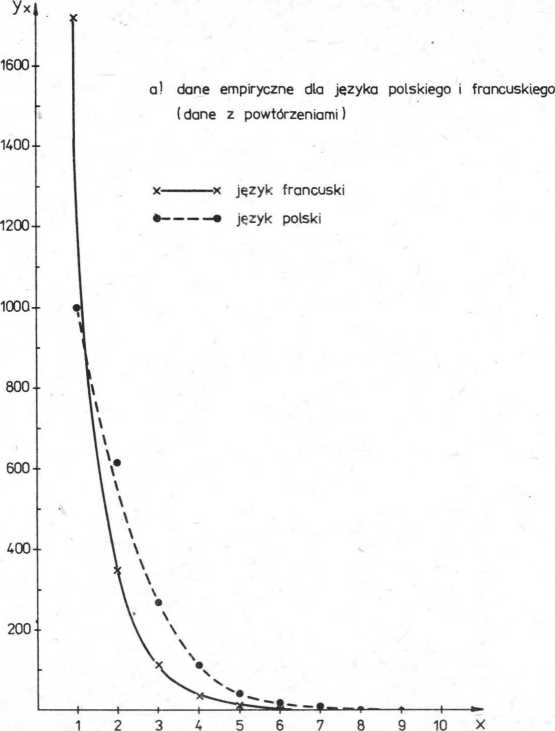 yx
1600
a) dane empiryczne dla języka polskiego i francuskiego
(dane z powtórzeniami)
1400
język francuski
1200
język polski
1000
800
600
400
200
1 2 3 4 5 6 7 8 9 10 x